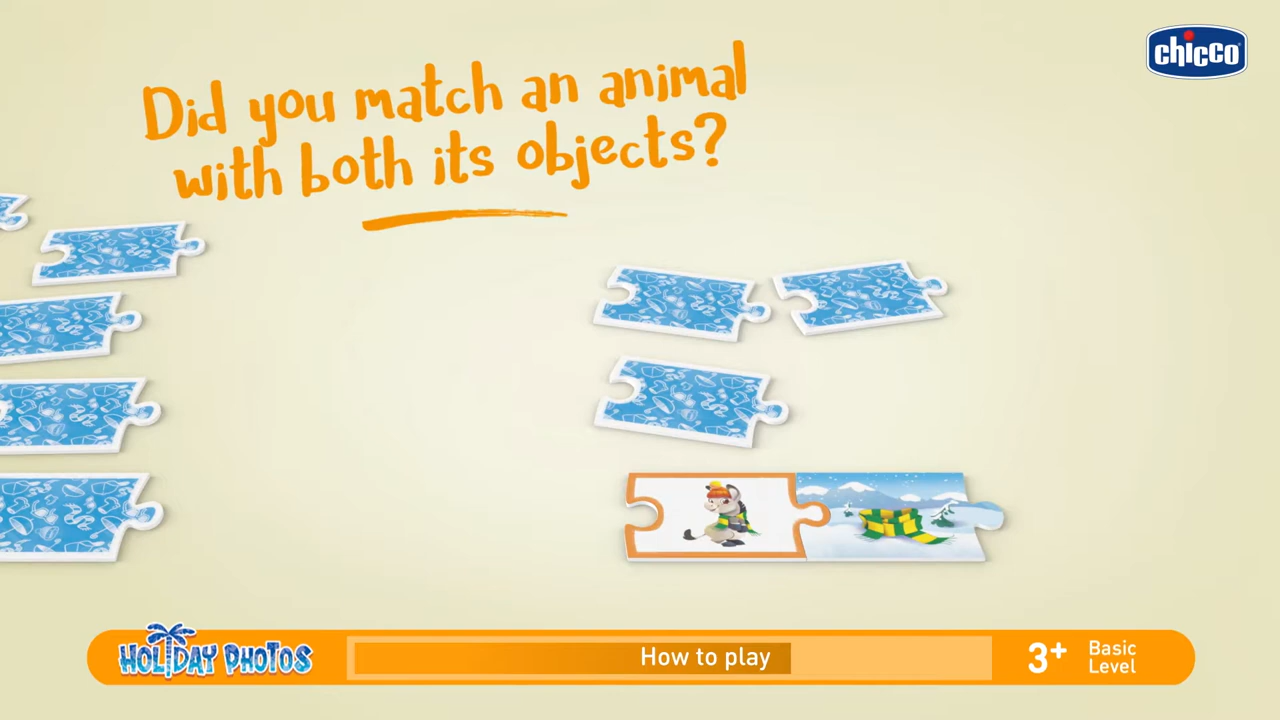 chicco
Did you match an animal
with both its objects?
HOLIDAY PHOTOS
How to play
3+
Basic
Level